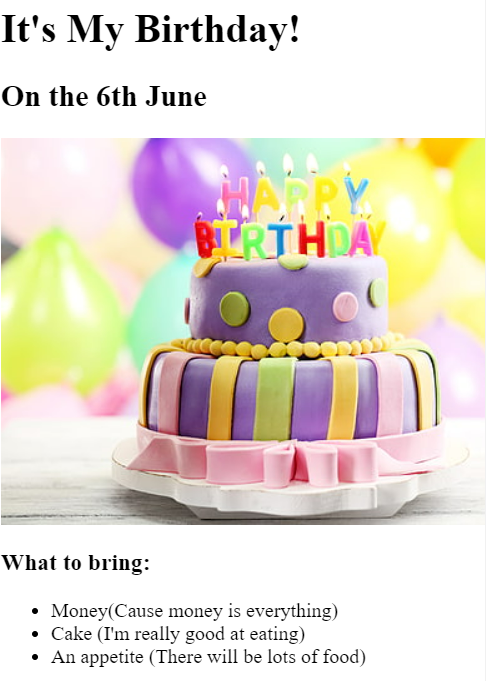 It's My Birthday!
On the 6th June
HAPPY
BIRTHDAY
What to bring:
Money(Cause money is everything)
Cake (I'm really good at eating)
An appetite (There will be lots of food)